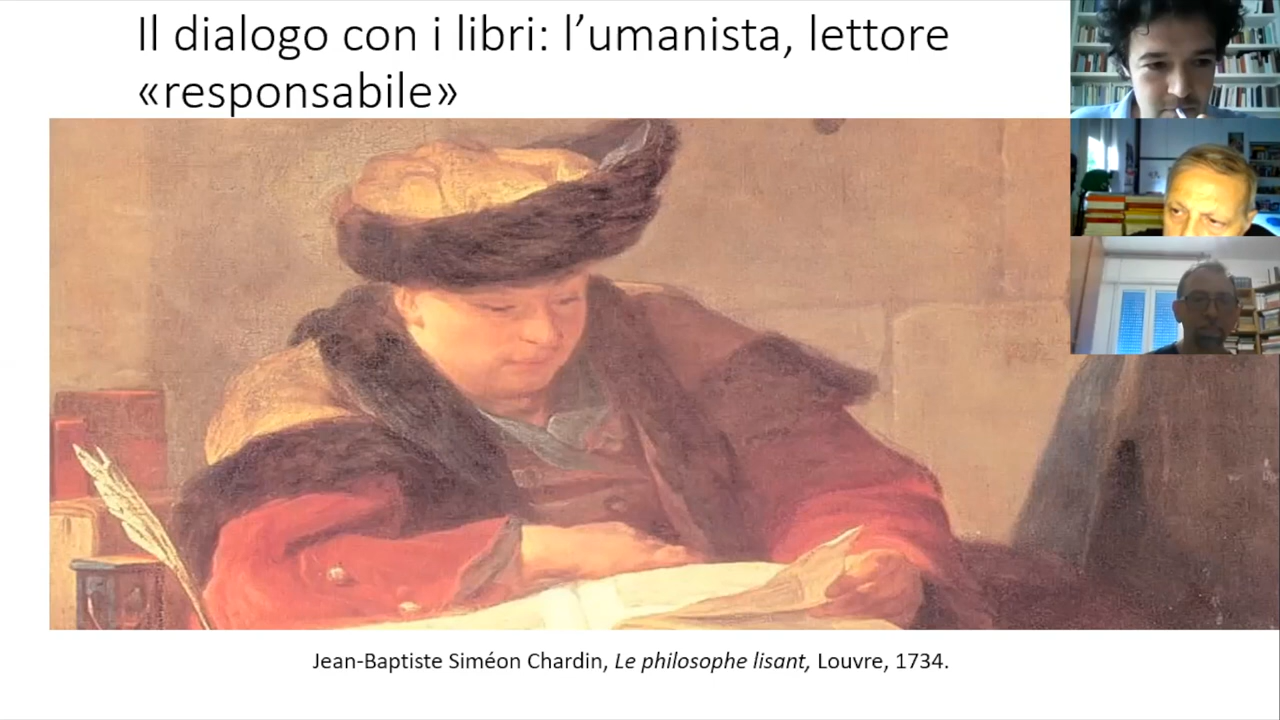 Il dialogo con i libri: l’umanista, lettore
«responsabile»
Jean-Baptiste Siméon Chardin, Le philosophe lisant, Louvre, 1734.